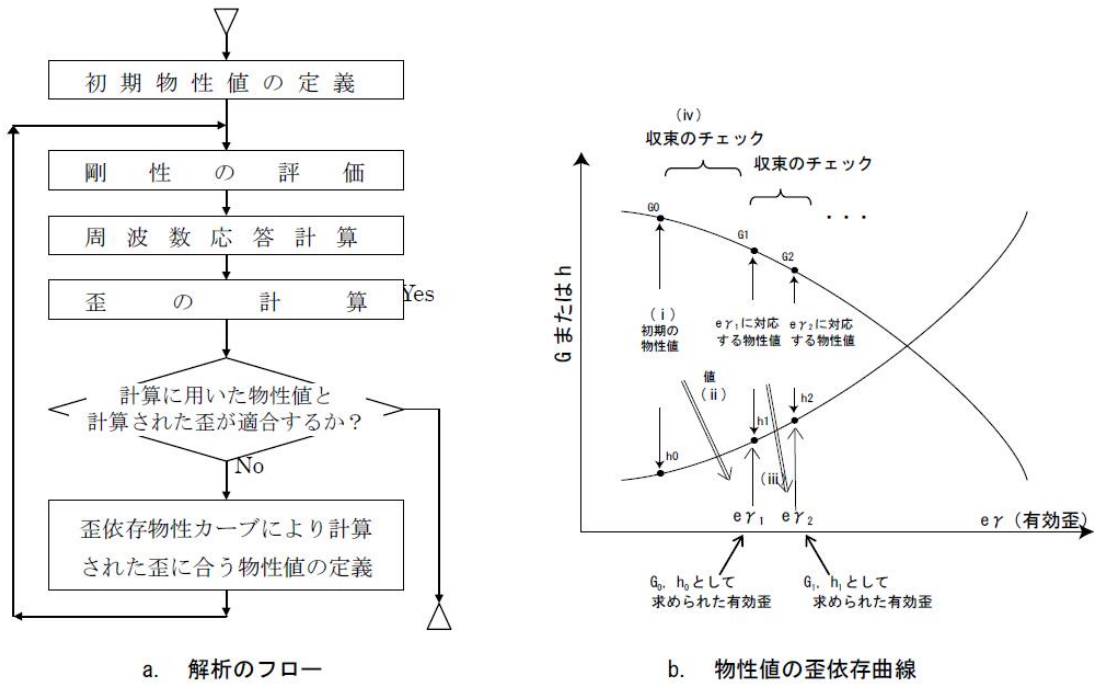 初期物性値の定義
剛性の評価
周波数応答計算
歪の計算
Yes
計算に用いた物性値と
計算された歪が適合するか？
No
歪依存物性カーブにより計算
された歪に合う物性値の定義
a. 解析のフロー
(iv)
収束のチェック
収束のチェック
G0
G1
G2
・・・
Gまたはh
(i)
初期の
物性値
eγ₁に対応
する物性値
eγ₂に対応
する物性値
値
(ii)
h0
h1
h2
(iii)
eγ₁
eγ₂
eγ（有効歪）
G₀, h₀として
求められた有効歪
G₁, h₁として
求められた有効歪
b. 物性値の歪依存曲線